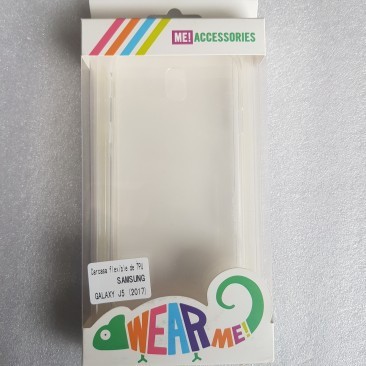 ME! ACCESSORIES
Carcasa flexible de TPU
SAMSUNG
GALAXY J5 (2017)
WEAR ME!